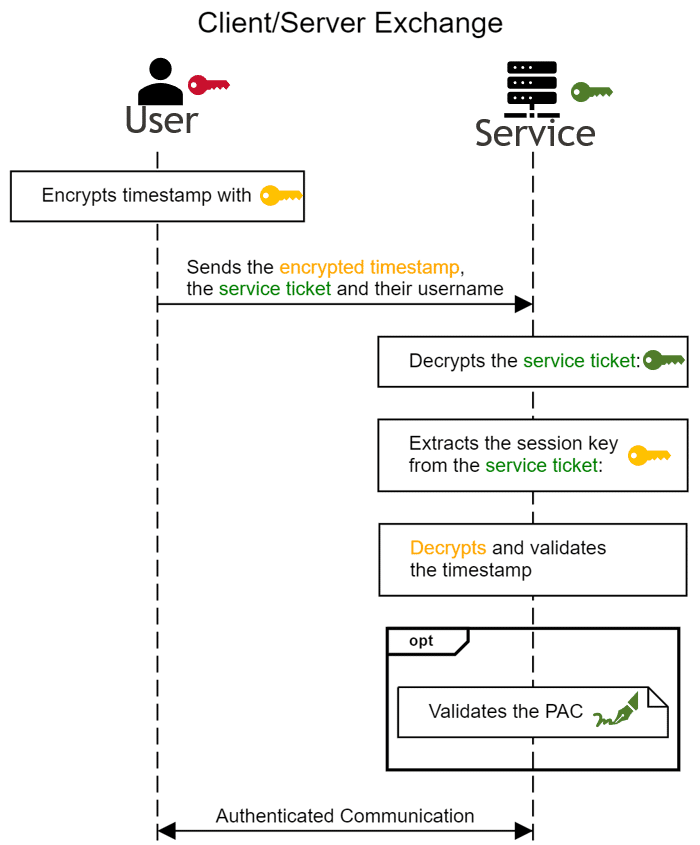 Client/Server Exchange
User
Service
Encrypts timestamp with
Sends the encrypted timestamp,
the service ticket and their username
Decrypts the service ticket:
Extracts the session key
from the service ticket:
Decrypts and validates
the timestamp
opt
Validates the PAC
Authenticated Communication